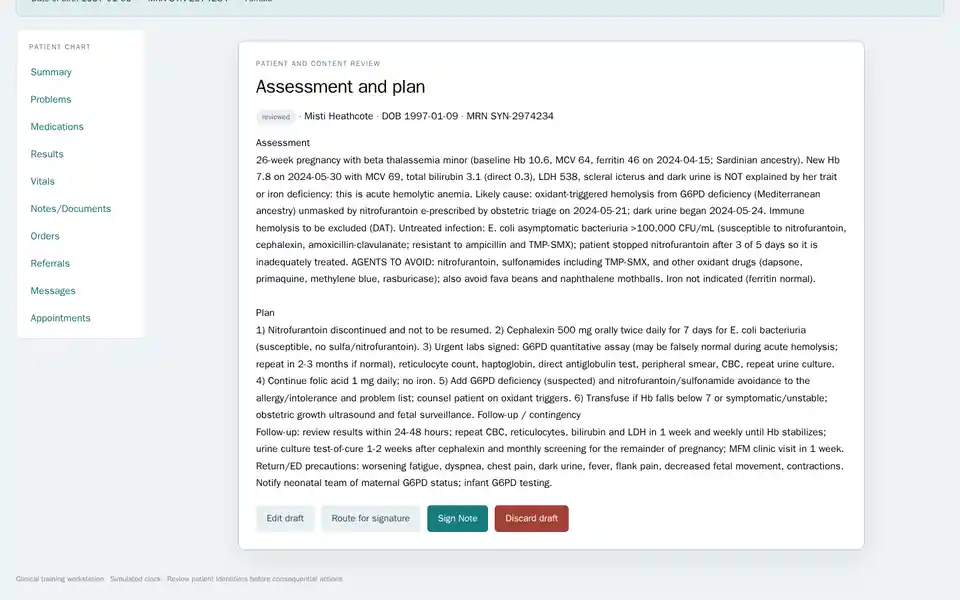 PATIENT CHART
Summary
Problems
Medications
Results
Vitals
Notes/Documents
Orders
Referrals
Messages
Appointments
PATIENT AND CONTENT REVIEW
Assessment and plan
reviewed · Misti Heathcote · DOB 1997-01-09 · MRN SYN-2974234
Assessment
26-week pregnancy with beta thalassemia minor (baseline Hb 10.6, MCV 64, ferritin 46 on 2024-04-15; Sardinian ancestry). New Hb
7.8 on 2024-05-30 with MCV 69, total bilirubin 3.1 (direct 0.3), LDH 538, scleral icterus and dark urine is NOT explained by her trait
or iron deficiency: this is acute hemolytic anemia. Likely cause: oxidant-triggered hemolysis from G6PD deficiency (Mediterranean
ancestry) unmasked by nitrofurantoin e-prescribed by obstetric triage on 2024-05-21; dark urine began 2024-05-24. Immune
hemolysis to be excluded (DAT). Untreated infection: E. coli asymptomatic bacteriuria >100,000 CFU/mL (susceptible to nitrofurantoin,
cephalexin, amoxicillin-clavulanate; resistant to ampicillin and TMP-SMX); patient stopped nitrofurantoin after 3 of 5 days so it is
inadequately treated. AGENTS TO AVOID: nitrofurantoin, sulfonamides including TMP-SMX, and other oxidant drugs (dapsone,
primaquine, methylene blue, rasburicase); also avoid fava beans and naphthalene mothballs. Iron not indicated (ferritin normal).
Plan
1) Nitrofurantoin discontinued and not to be resumed. 2) Cephalexin 500 mg orally twice daily for 7 days for E. coli bacteriuria
(susceptible, no sulfa/nitrofurantoin). 3) Urgent labs signed: G6PD quantitative assay (may be falsely normal during acute hemolysis;
repeat in 2-3 months if normal), reticulocyte count, haptoglobin, direct antiglobulin test, peripheral smear, CBC, repeat urine culture.
4) Continue folic acid 1 mg daily; no iron. 5) Add G6PD deficiency (suspected) and nitrofurantoin/sulfonamide avoidance to the
allergy/intolerance and problem list; counsel patient on oxidant triggers. 6) Transfuse if Hb falls below 7 or symptomatic/unstable;
obstetric growth ultrasound and fetal surveillance. Follow-up / contingency
Follow-up: review results within 24-48 hours; repeat CBC, reticulocytes, bilirubin and LDH in 1 week and weekly until Hb stabilizes;
urine culture test-of-cure 1-2 weeks after cephalexin and monthly screening for the remainder of pregnancy; MFM clinic visit in 1 week.
Return/ED precautions: worsening fatigue, dyspnea, chest pain, dark urine, fever, flank pain, decreased fetal movement, contractions.
Notify neonatal team of maternal G6PD status; infant G6PD testing.
Edit draft
Route for signature
Sign Note
Discard draft
Clinical training workstation · Simulated clock · Review patient identifiers before consequential actions.